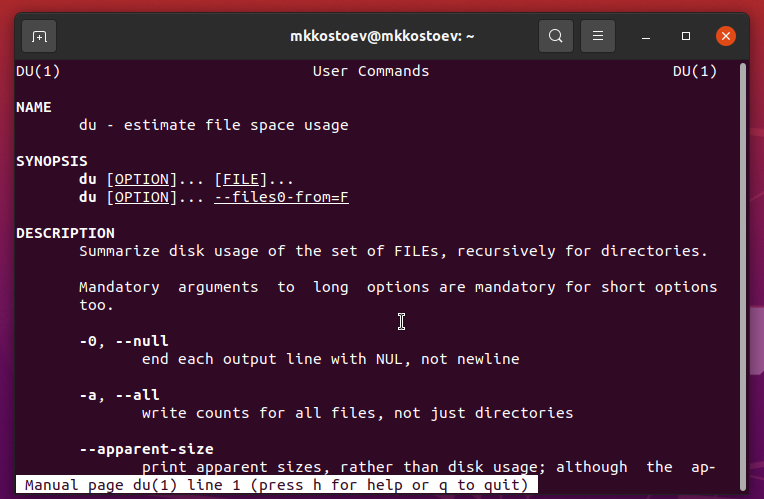 mkkostoev@mkkostoev: ~
DU(1) User Commands DU(1)
NAME
du - estimate file space usage
SYNOPSIS
du [OPTION]... [FILE]...
du [OPTION]... --files0-from=F
DESCRIPTION
Summarize disk usage of the set of FILEs, recursively for directories.
Mandatory arguments to long options are mandatory for short options
too.
-0, --null
end each output line with NUL, not newline
-a, --all
write counts for all files, not just directories
--apparent-size
print apparent sizes, rather than disk usage; although the ap-
Manual page du(1) line 1 (press h for help or q to quit)